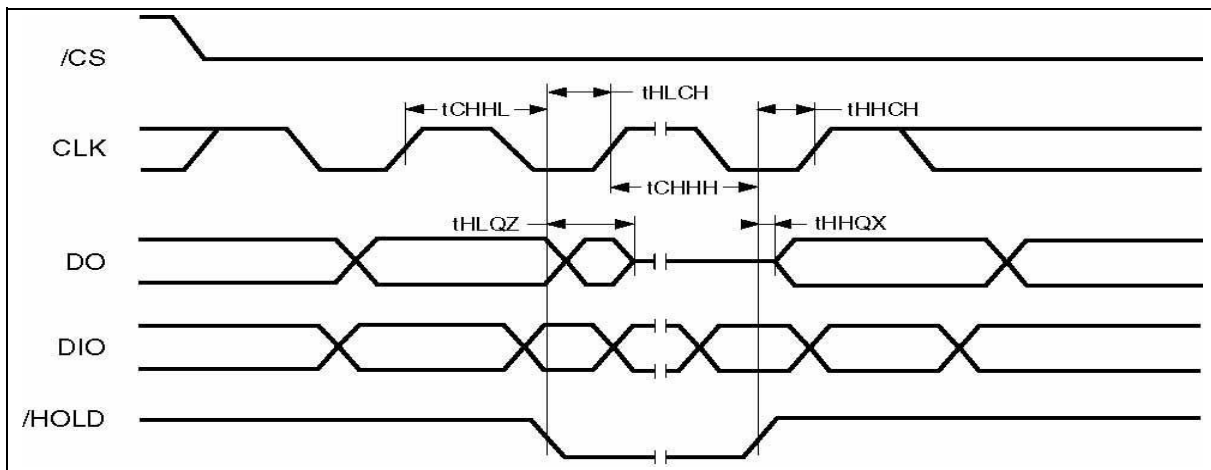 /CS
tCHHL
tHLCH
tHHCH
CLK
tCHHH
tHLQZ
tHHQX
DO
DIO
/HOLD